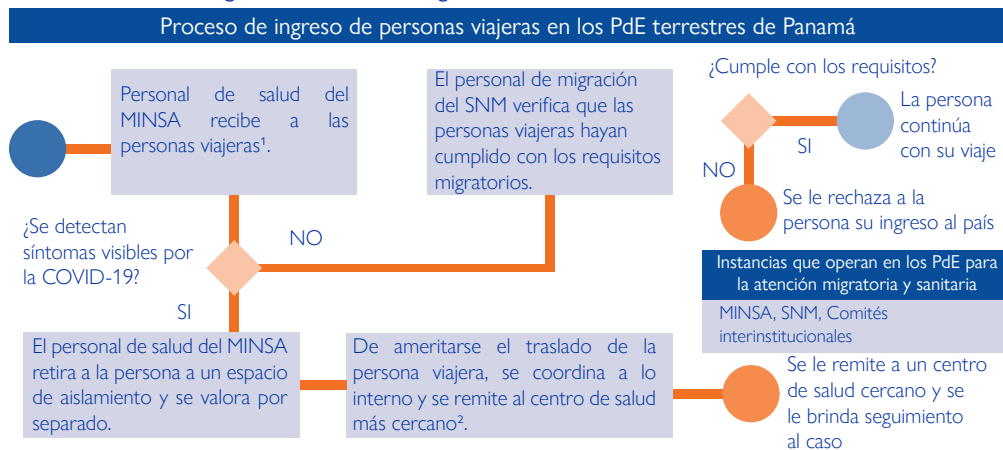 Proceso de ingreso de personas viajeras en los PdE terrestres de Panamá
Personal de salud del
MINSA recibe a las
personas viajeras¹.
El personal de migración
del SNM verifica que las
personas viajeras hayan
cumplido con los requisitos
migratorios.
¿Cumple con los requisitos?
SI
La persona
continúa
con su viaje
NO
Se le rechaza a la
persona su ingreso al país
¿Se detectan
síntomas visibles por
la COVID-19?
NO
SI
Instancias que operan en los PdE para
la atención migratoria y sanitaria
MINSA, SNM, Comités
interinstitucionales
El personal de salud del MINSA
retira a la persona a un espacio
de aislamiento y se valora por
separado.
De ameritarse el traslado de la
persona viajera, se coordina a lo
interno y se remite al centro de salud
más cercano².
Se le remite a un centro
de salud cercano y se
le brinda seguimiento
al caso